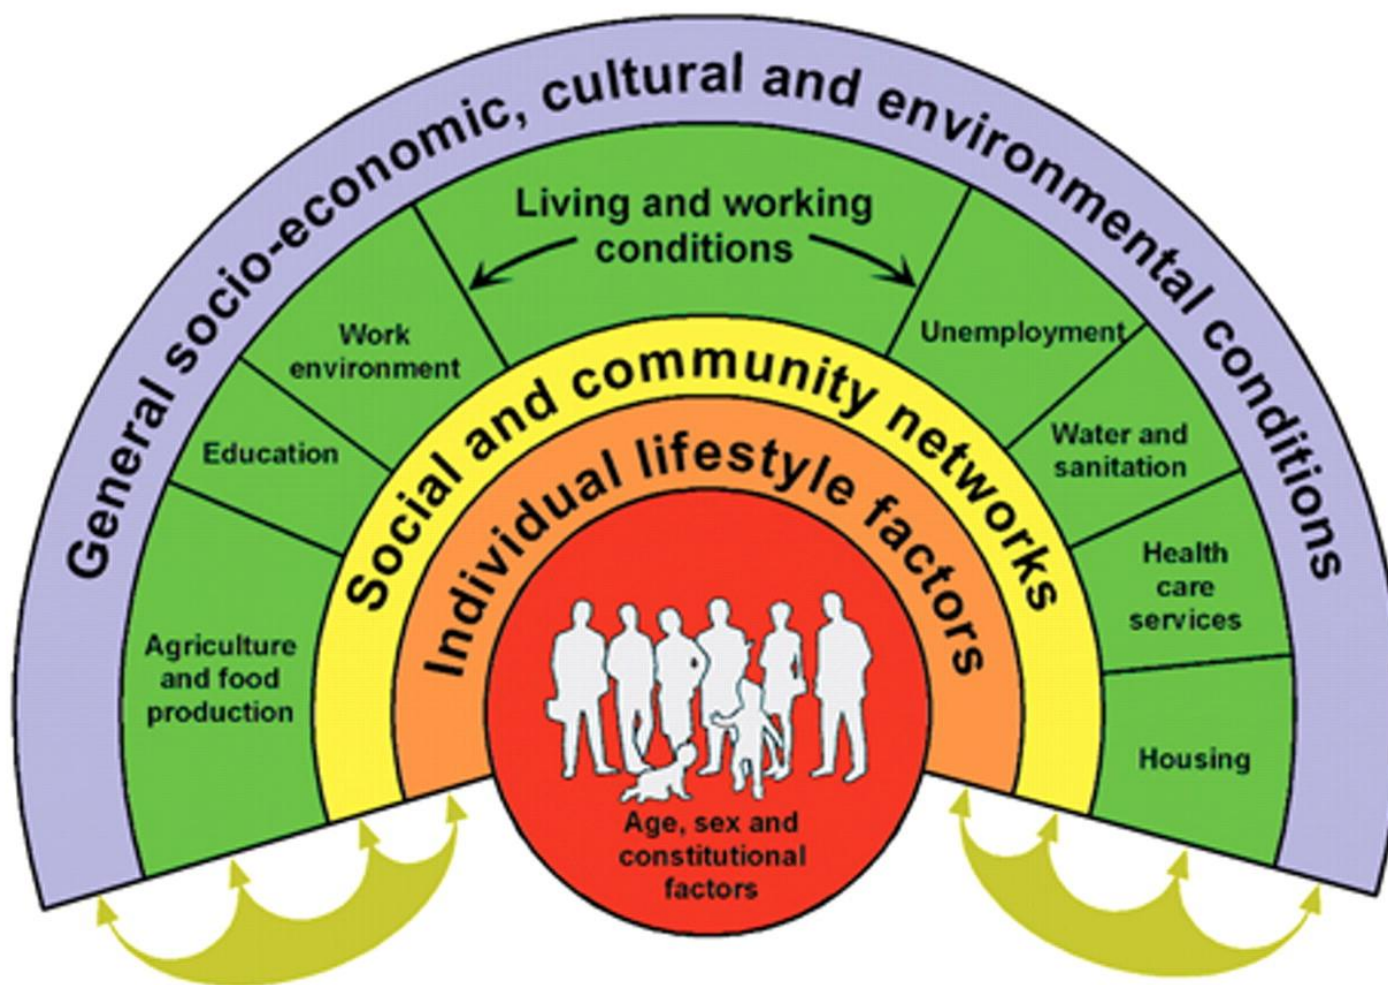 General socio-economic, cultural and environmental conditions
Living and working
conditions
Work
environment
Education
Agriculture
and food
production
Unemployment
Water and
sanitation
Health
care
services
Housing
Social and community networks
Individual lifestyle factors
Age, sex and
constitutional
factors